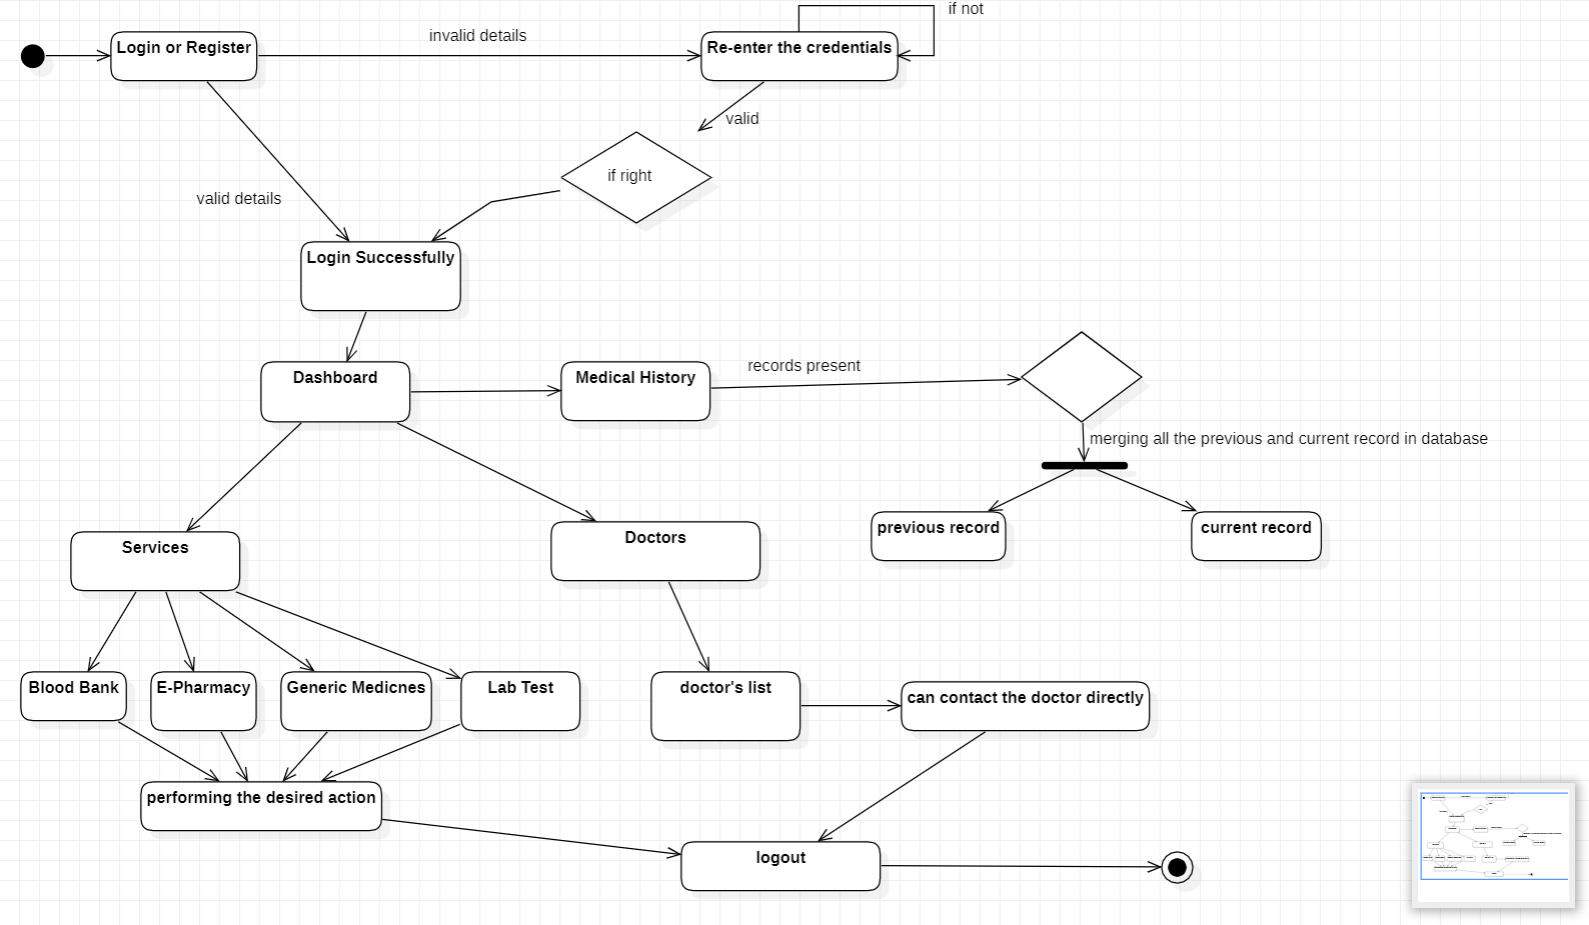 if not
invalid details
Login or Register
Re-enter the credentials
valid
if right
valid details
Login Successfully
Dashboard
Medical History
records present
merging all the previous and current record in database
previous record
current record
Services
Doctors
Blood Bank
E-Pharmacy
Generic Medicnes
Lab Test
doctor's list
can contact the doctor directly
performing the desired action
logout